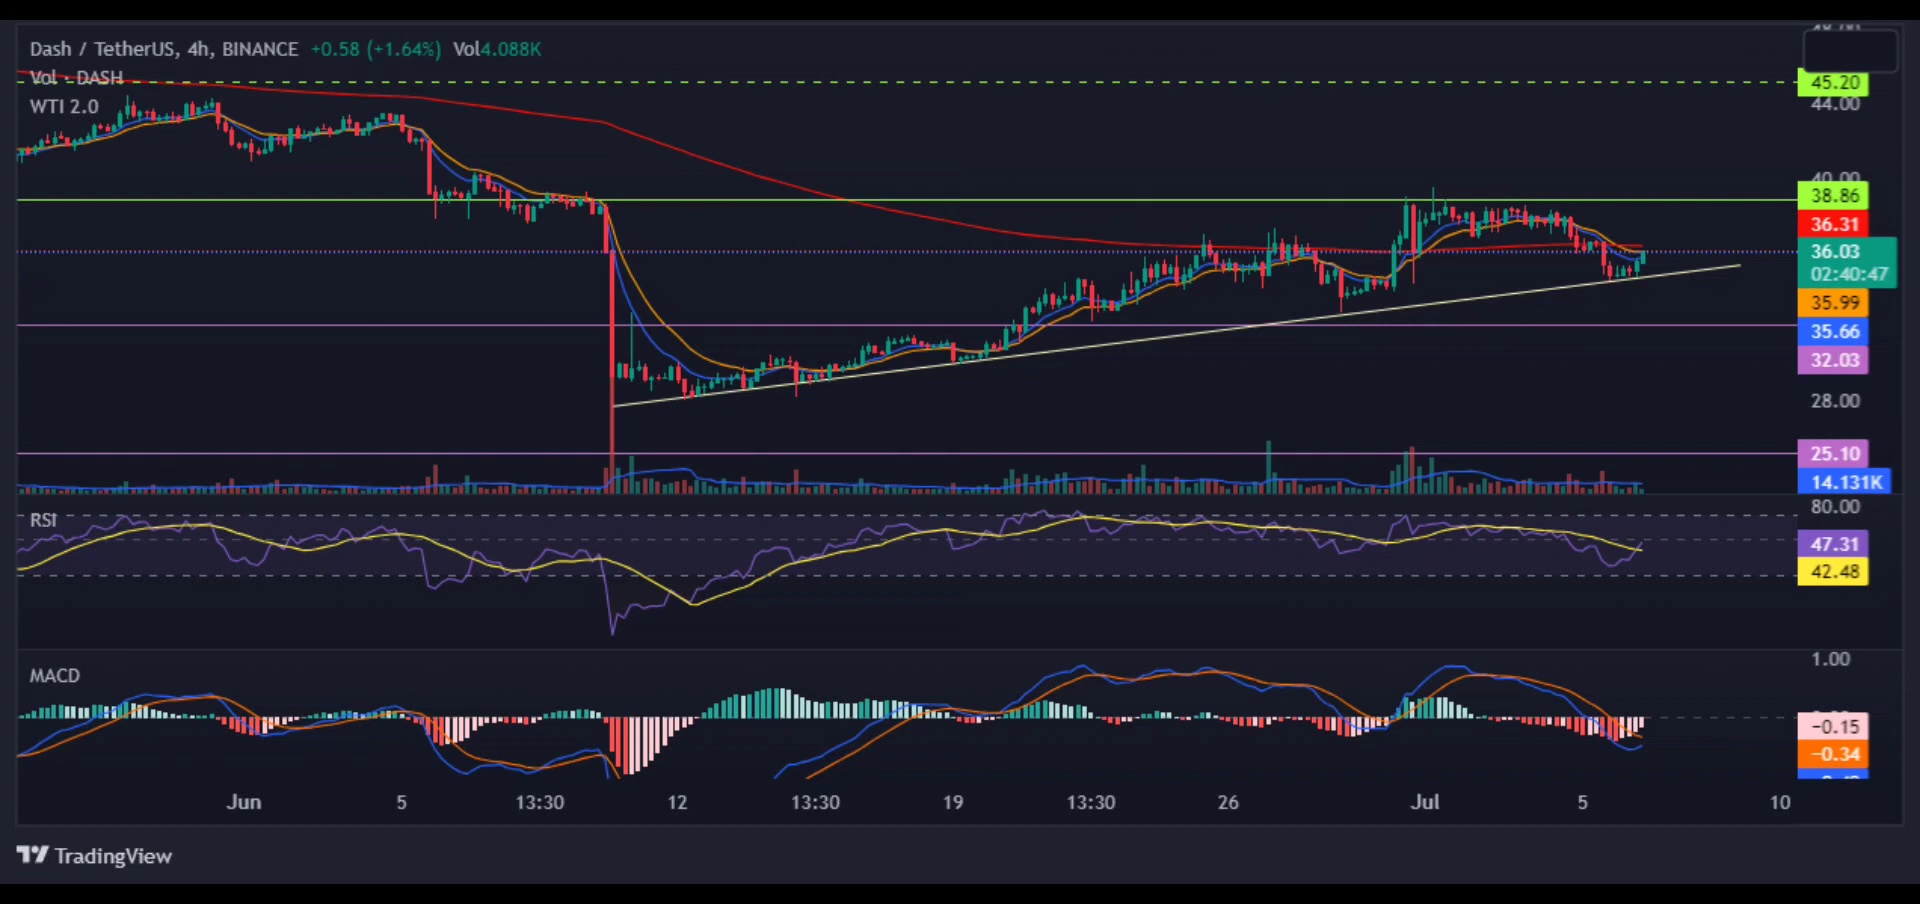 Dash / TetherUS, 4h, BINANCE +0.58 (+1.64%) Vol4.088K
Vol · DASH
WTI 2.0
45.20
44.00
40.00
38.86
36.31
36.03
02:40:47
35.99
35.66
32.03
28.00
25.10
14.131K
80.00
RSI
47.31
42.48
1.00
MACD
−0.15
−0.34
Jun 5 13:30 12 13:30 19 13:30 26 Jul 5 10
TradingView